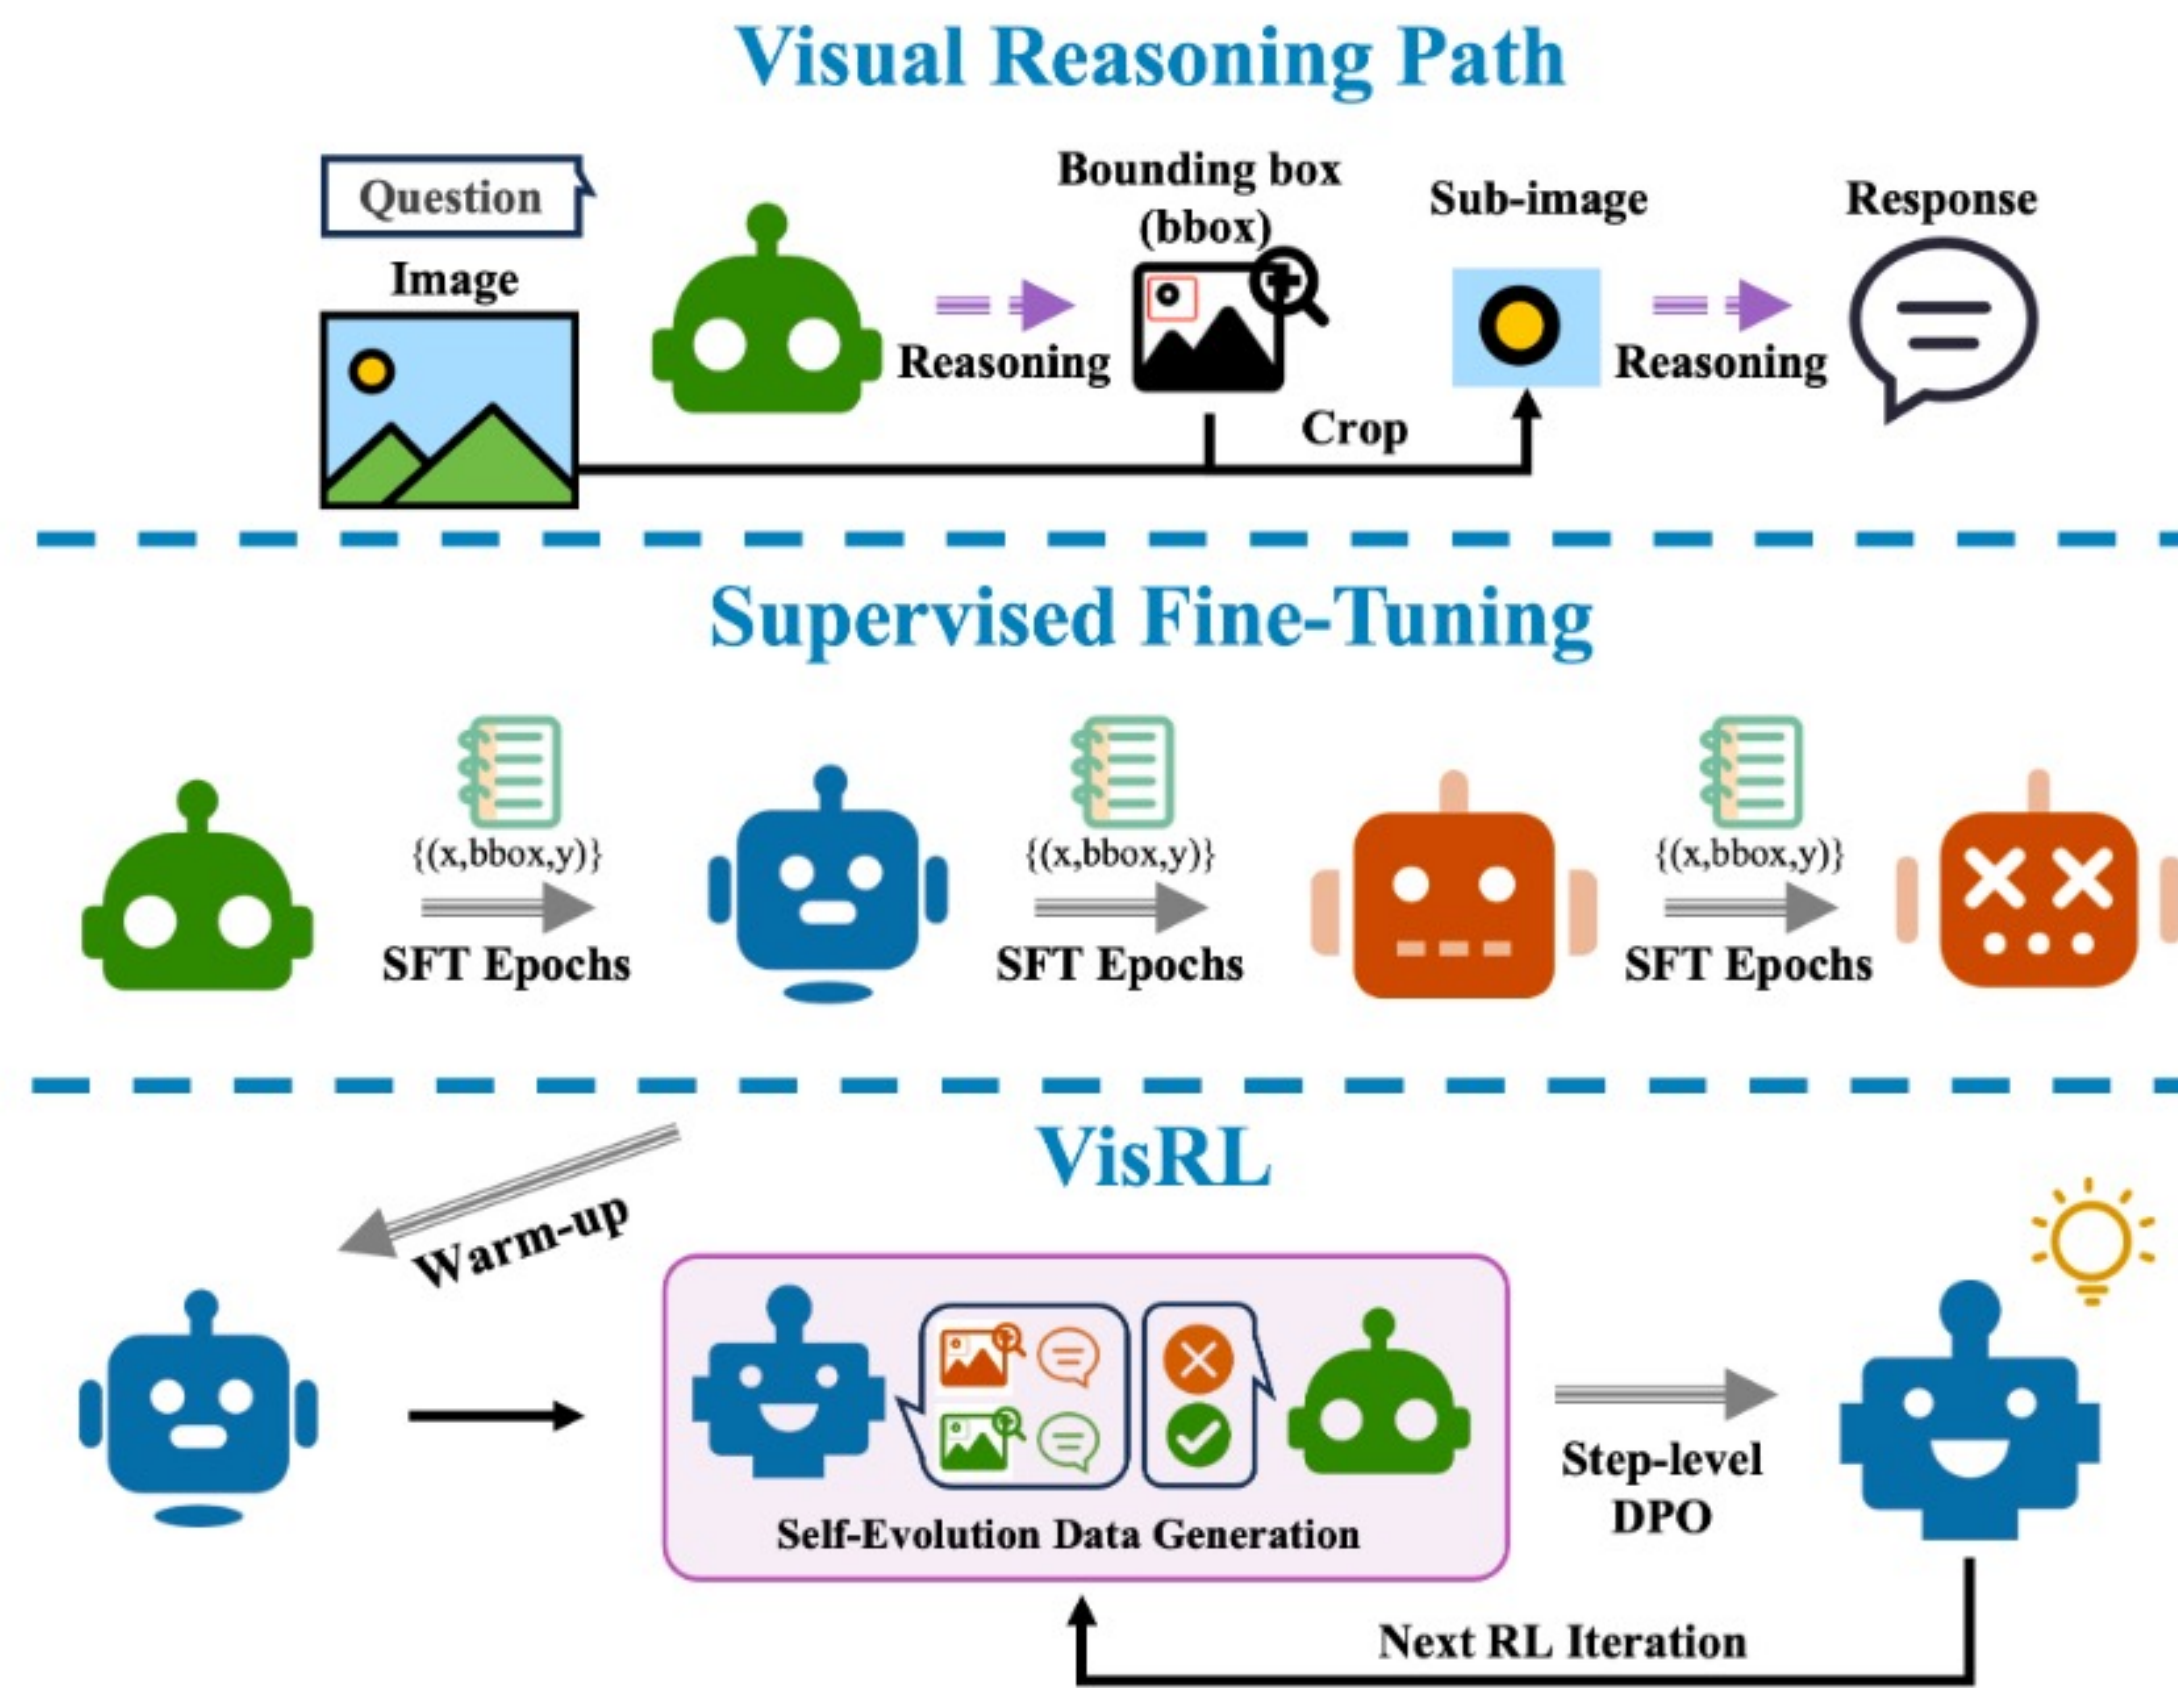 Visual Reasoning Path
Question
Image
Bounding box
(bbox)
Sub-image
Response
Reasoning
Reasoning
Crop
Supervised Fine-Tuning
{(x,bbox,y)}
{(x,bbox,y)}
{(x,bbox,y)}
SFT Epochs
SFT Epochs
SFT Epochs
VisRL
Warm-up
Self-Evolution Data Generation
Step-level
DPO
Next RL Iteration